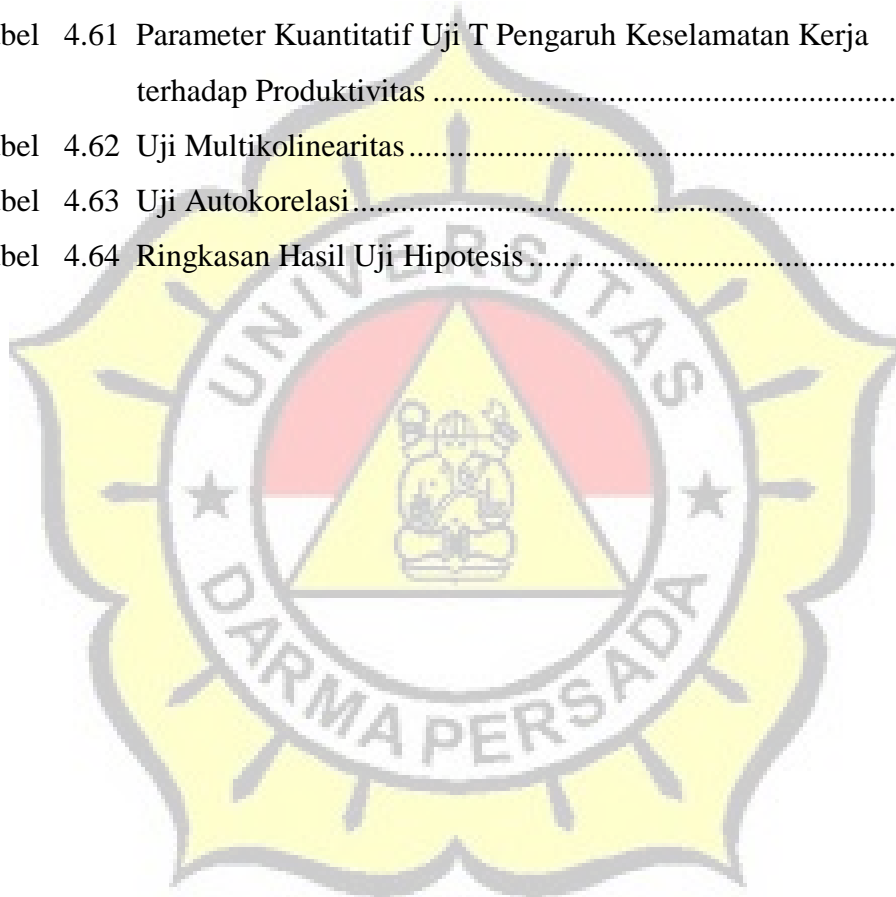 bel 4.61 Parameter Kuantitatif Uji T Pengaruh Keselamatan Kerja
terhadap Produktivitas ...........................................................
bel 4.62 Uji Multikolinearitas ..............................................................
bel 4.63 Uji Autokorelasi.....................................................................
bel 4.64 Ringkasan Hasil Uji Hipotesis ...............................................
UNIVERSITAS
DARMA PERSADA